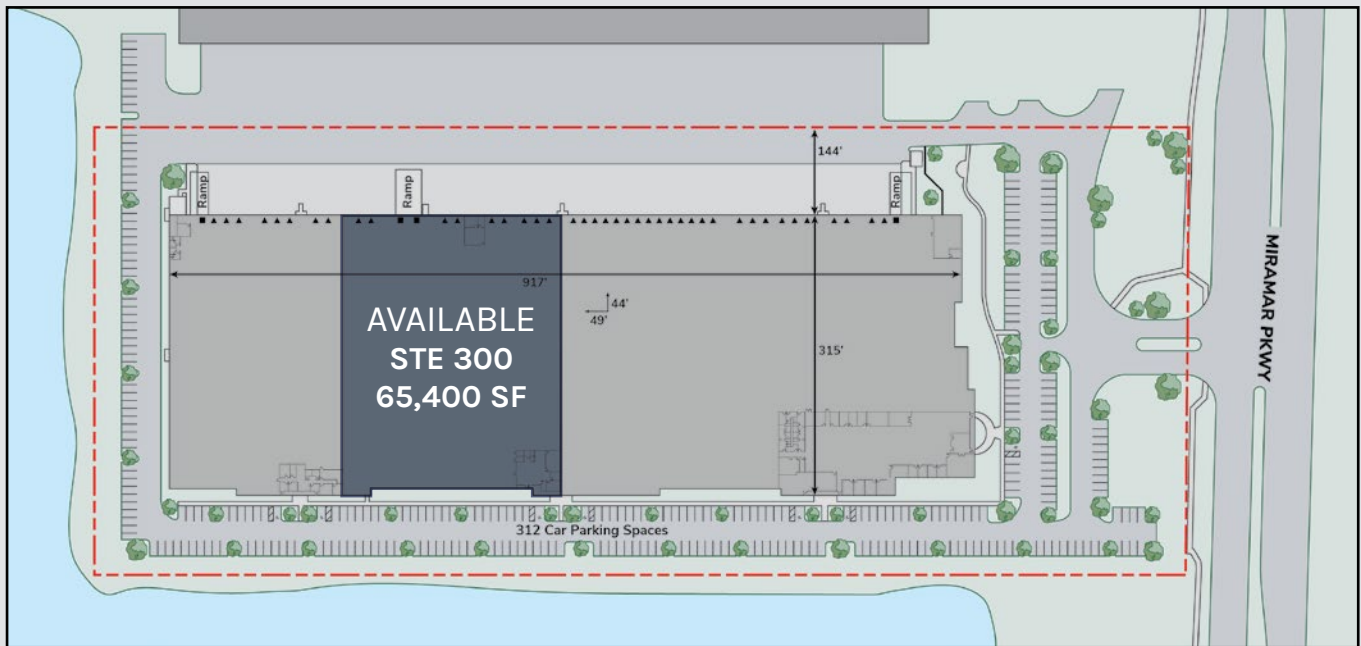 144'
Ramp
Ramp
Ramp
917'
44'
49'
AVAILABLE
STE 300
65,400 SF
315'
MIRAMAR PKWY
312 Car Parking Spaces